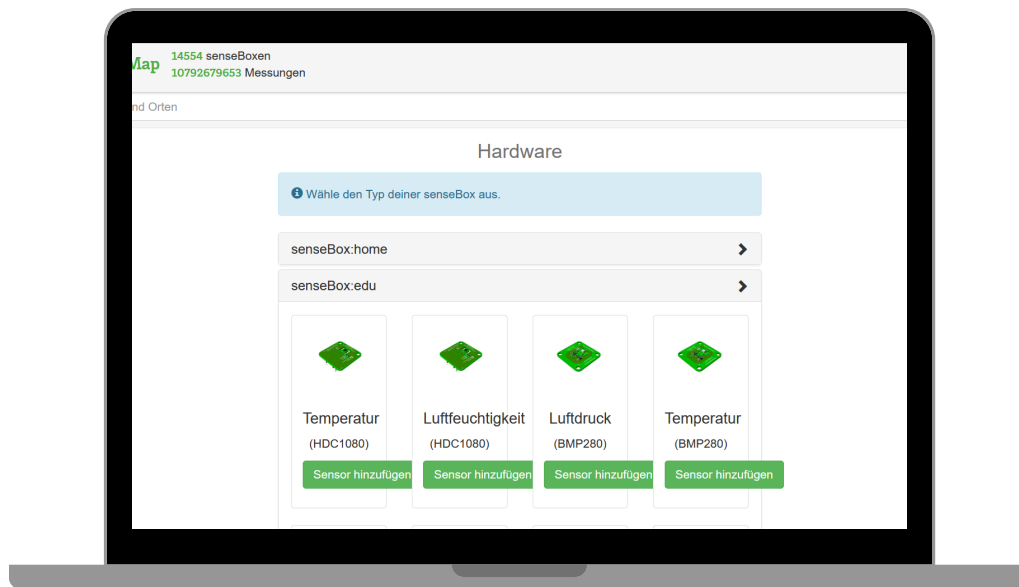 Map
14554 senseBoxen
10792679653 Messungen
nd Orten
Hardware
Wähle den Typ deiner senseBox aus.
senseBox:home
senseBox:edu
Temperatur
(HDC1080)
Sensor hinzufügen
Luftfeuchtigkeit
(HDC1080)
Sensor hinzufügen
Luftdruck
(BMP280)
Sensor hinzufügen
Temperatur
(BMP280)
Sensor hinzufügen